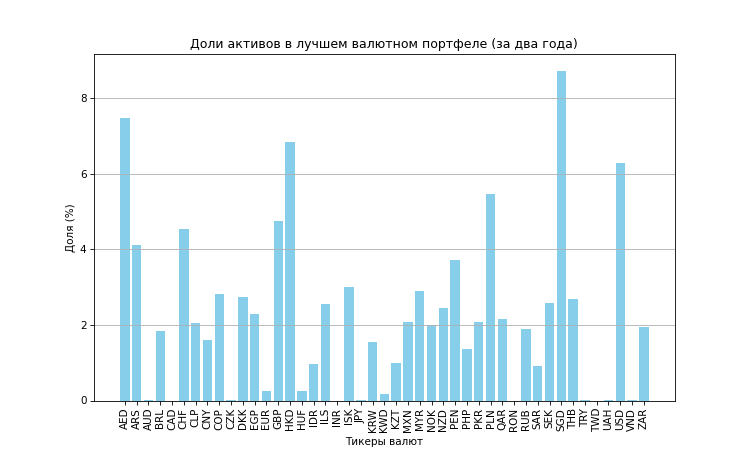 Доли активов в лучшем валютном портфеле (за два года)
Доля (%)
8
6
4
2
0
AED ARS AUD BRL CAD CHF CLP CNY COP CZK DKK EGP EUR GBP HKD HUF IDR ILS INR ISK JPY KRW KWD KZT MXN MYR NOK NZD PEN PHP PKR PLN QAR RON RUB SAR SEK SGD THB TRY TWD UAH USD VND ZAR
Тикеры валют